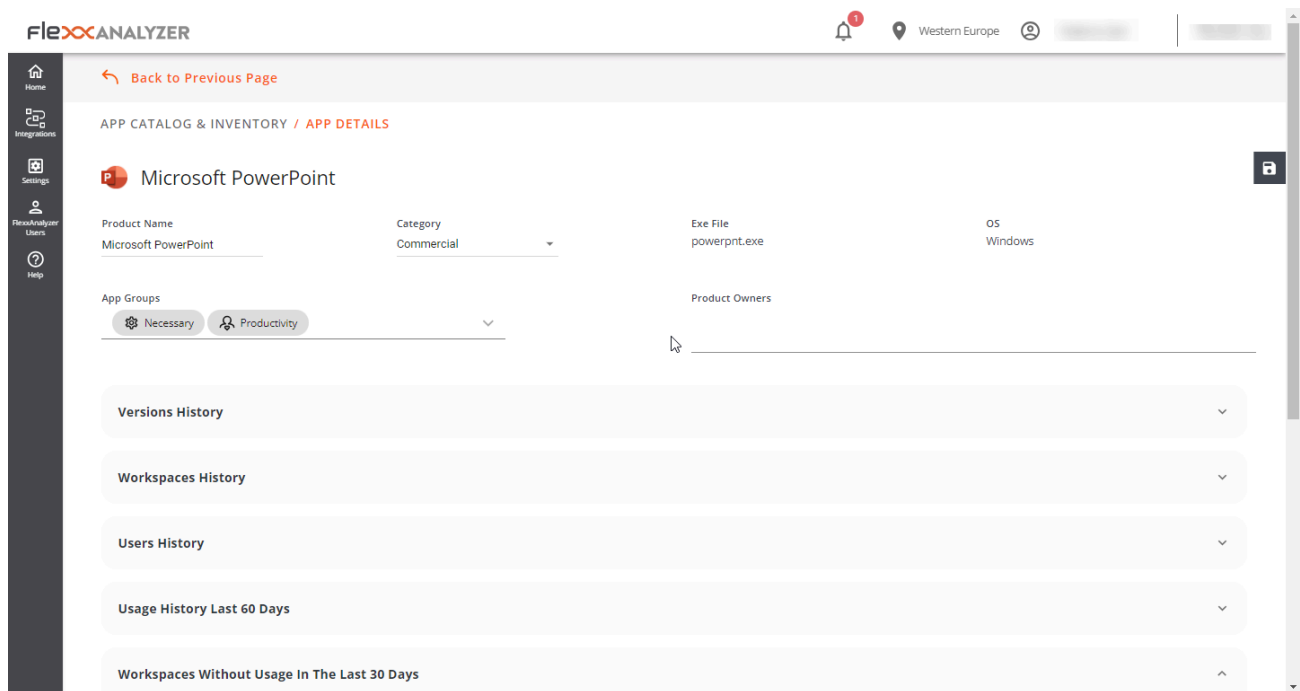 FlexxANALYZER
1
Western Europe
Home
Integrations
Settings
FlexxAnalyzer
Users
Help
Back to Previous Page
APP CATALOG & INVENTORY / APP DETAILS
Microsoft PowerPoint
Product Name
Microsoft PowerPoint
Category
Commercial
Exe File
powerpnt.exe
OS
Windows
App Groups
Necessary
Productivity
Product Owners
Versions History
Workspaces History
Users History
Usage History Last 60 Days
Workspaces Without Usage In The Last 30 Days